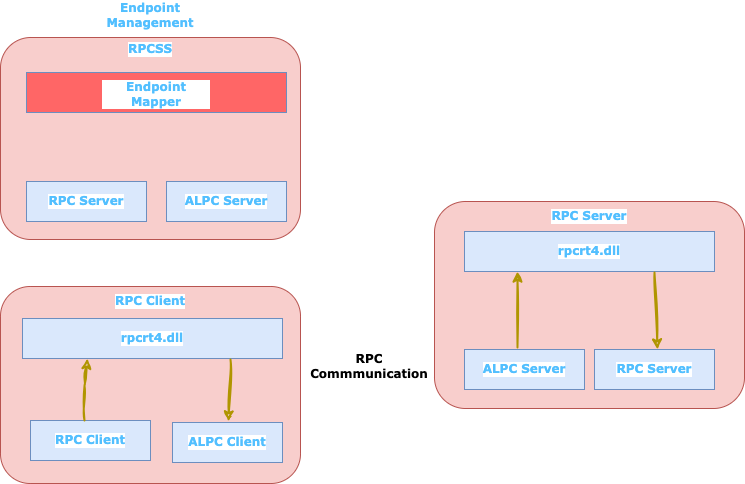 Endpoint
Management
RPCSS
Endpoint
Mapper
RPC Server
ALPC Server
RPC Client
rpcrt4.dll
RPC Client
ALPC Client
RPC
Commmunication
RPC Server
rpcrt4.dll
ALPC Server
RPC Server